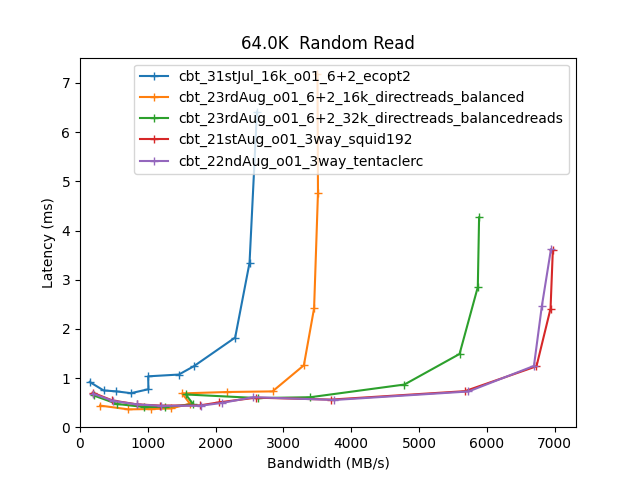 64.0K  Random Read
cbt_31stJul_16k_o01_6+2_ecopt2
cbt_23rdAug_o01_6+2_16k_directreads_balanced
cbt_23rdAug_o01_6+2_32k_directreads_balancedreads
cbt_21stAug_o01_3way_squid192
cbt_22ndAug_o01_3way_tentaclerc
Latency (ms)
7
6
5
4
3
2
1
0
0 1000 2000 3000 4000 5000 6000 7000
Bandwidth (MB/s)